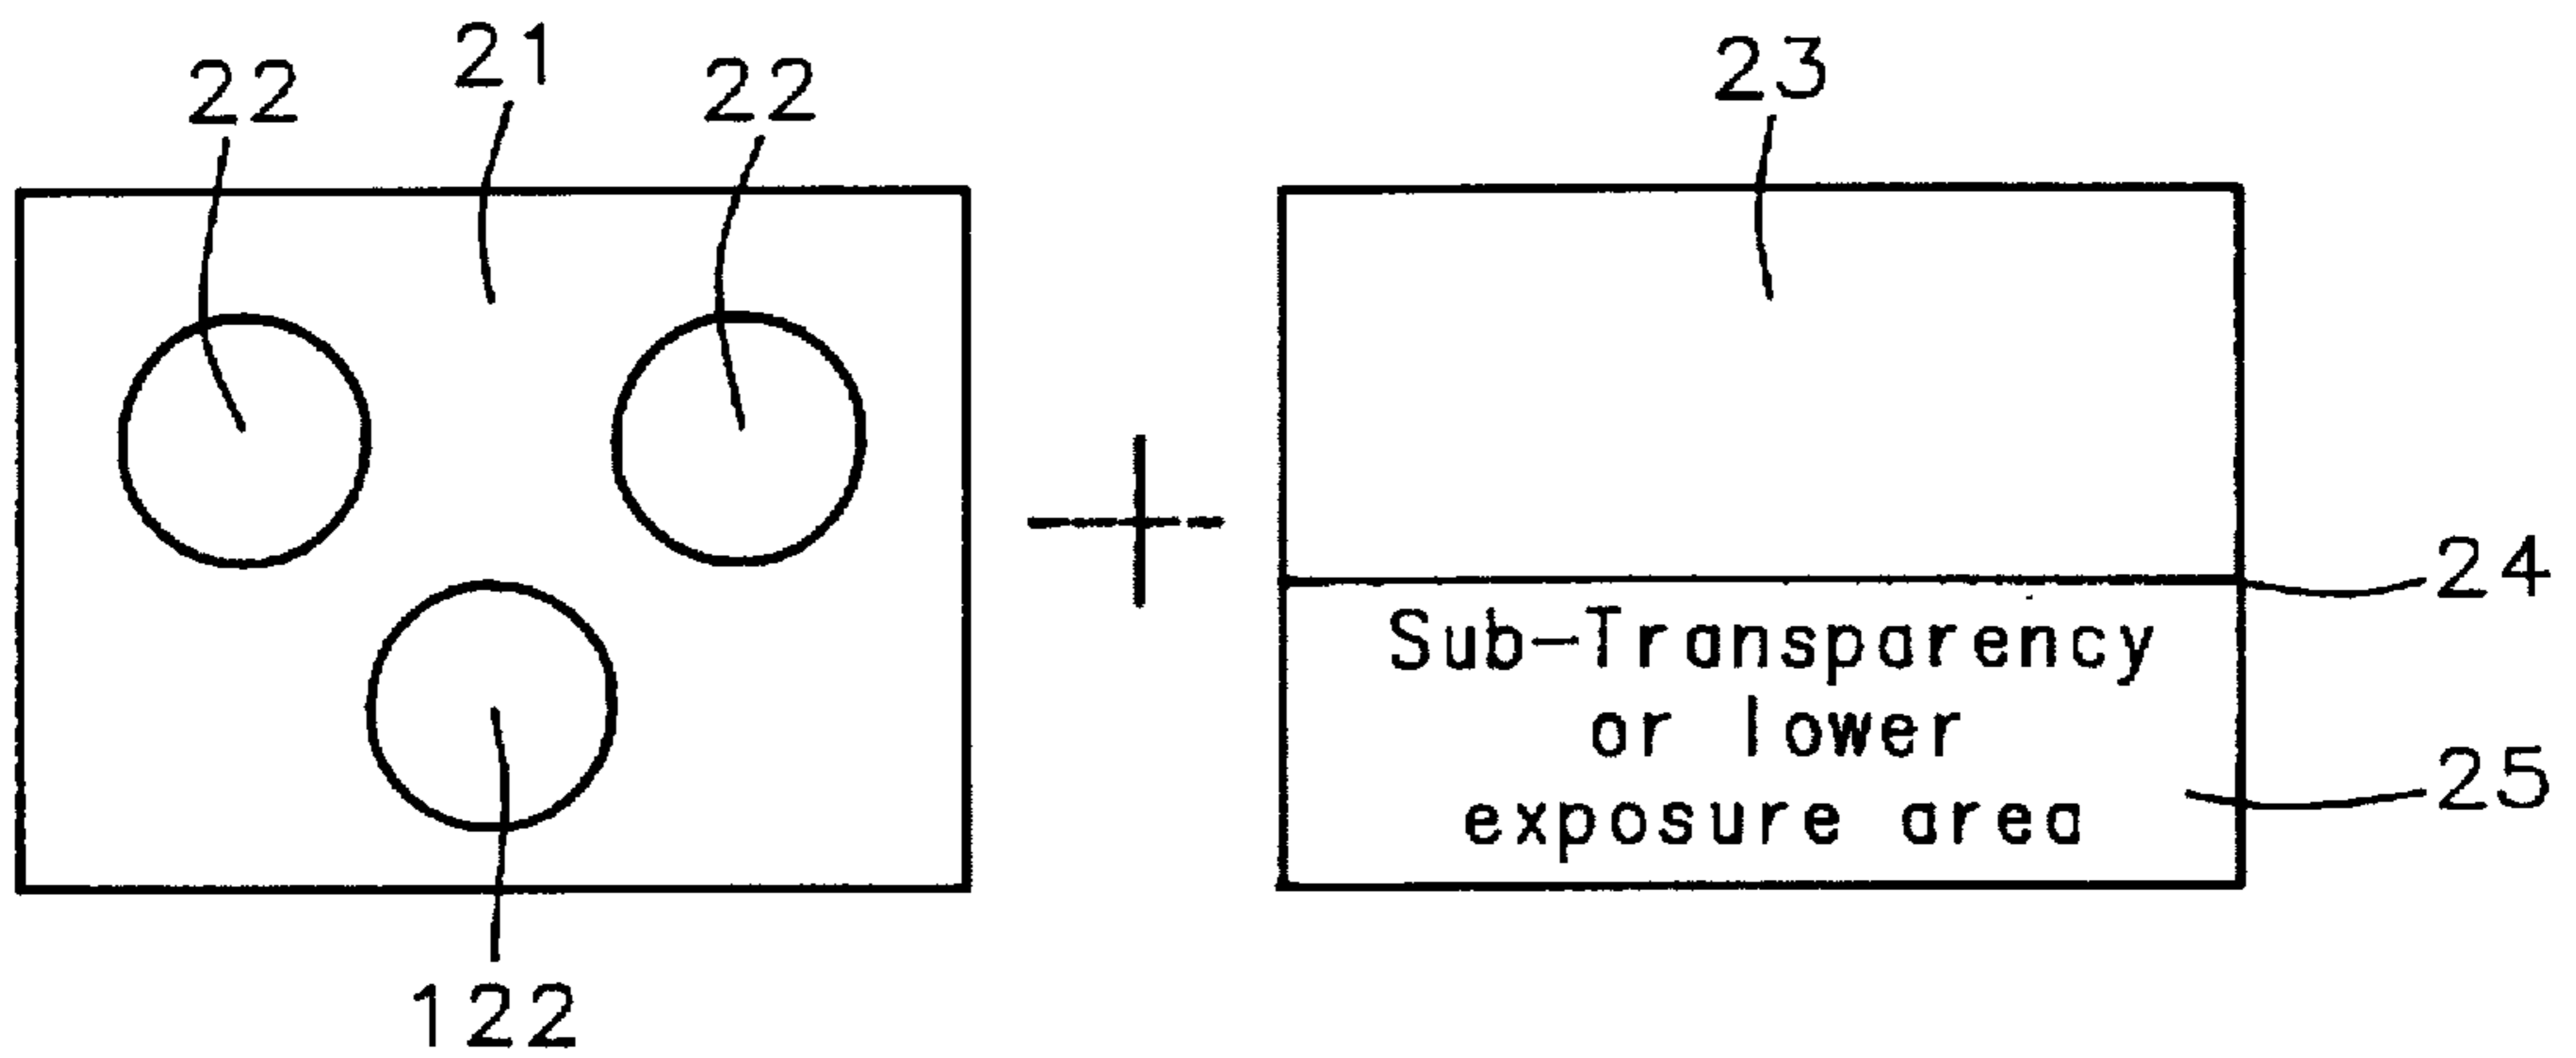 22 21 22 23
24
Sub-Transparency
or lower
exposure area
25
122